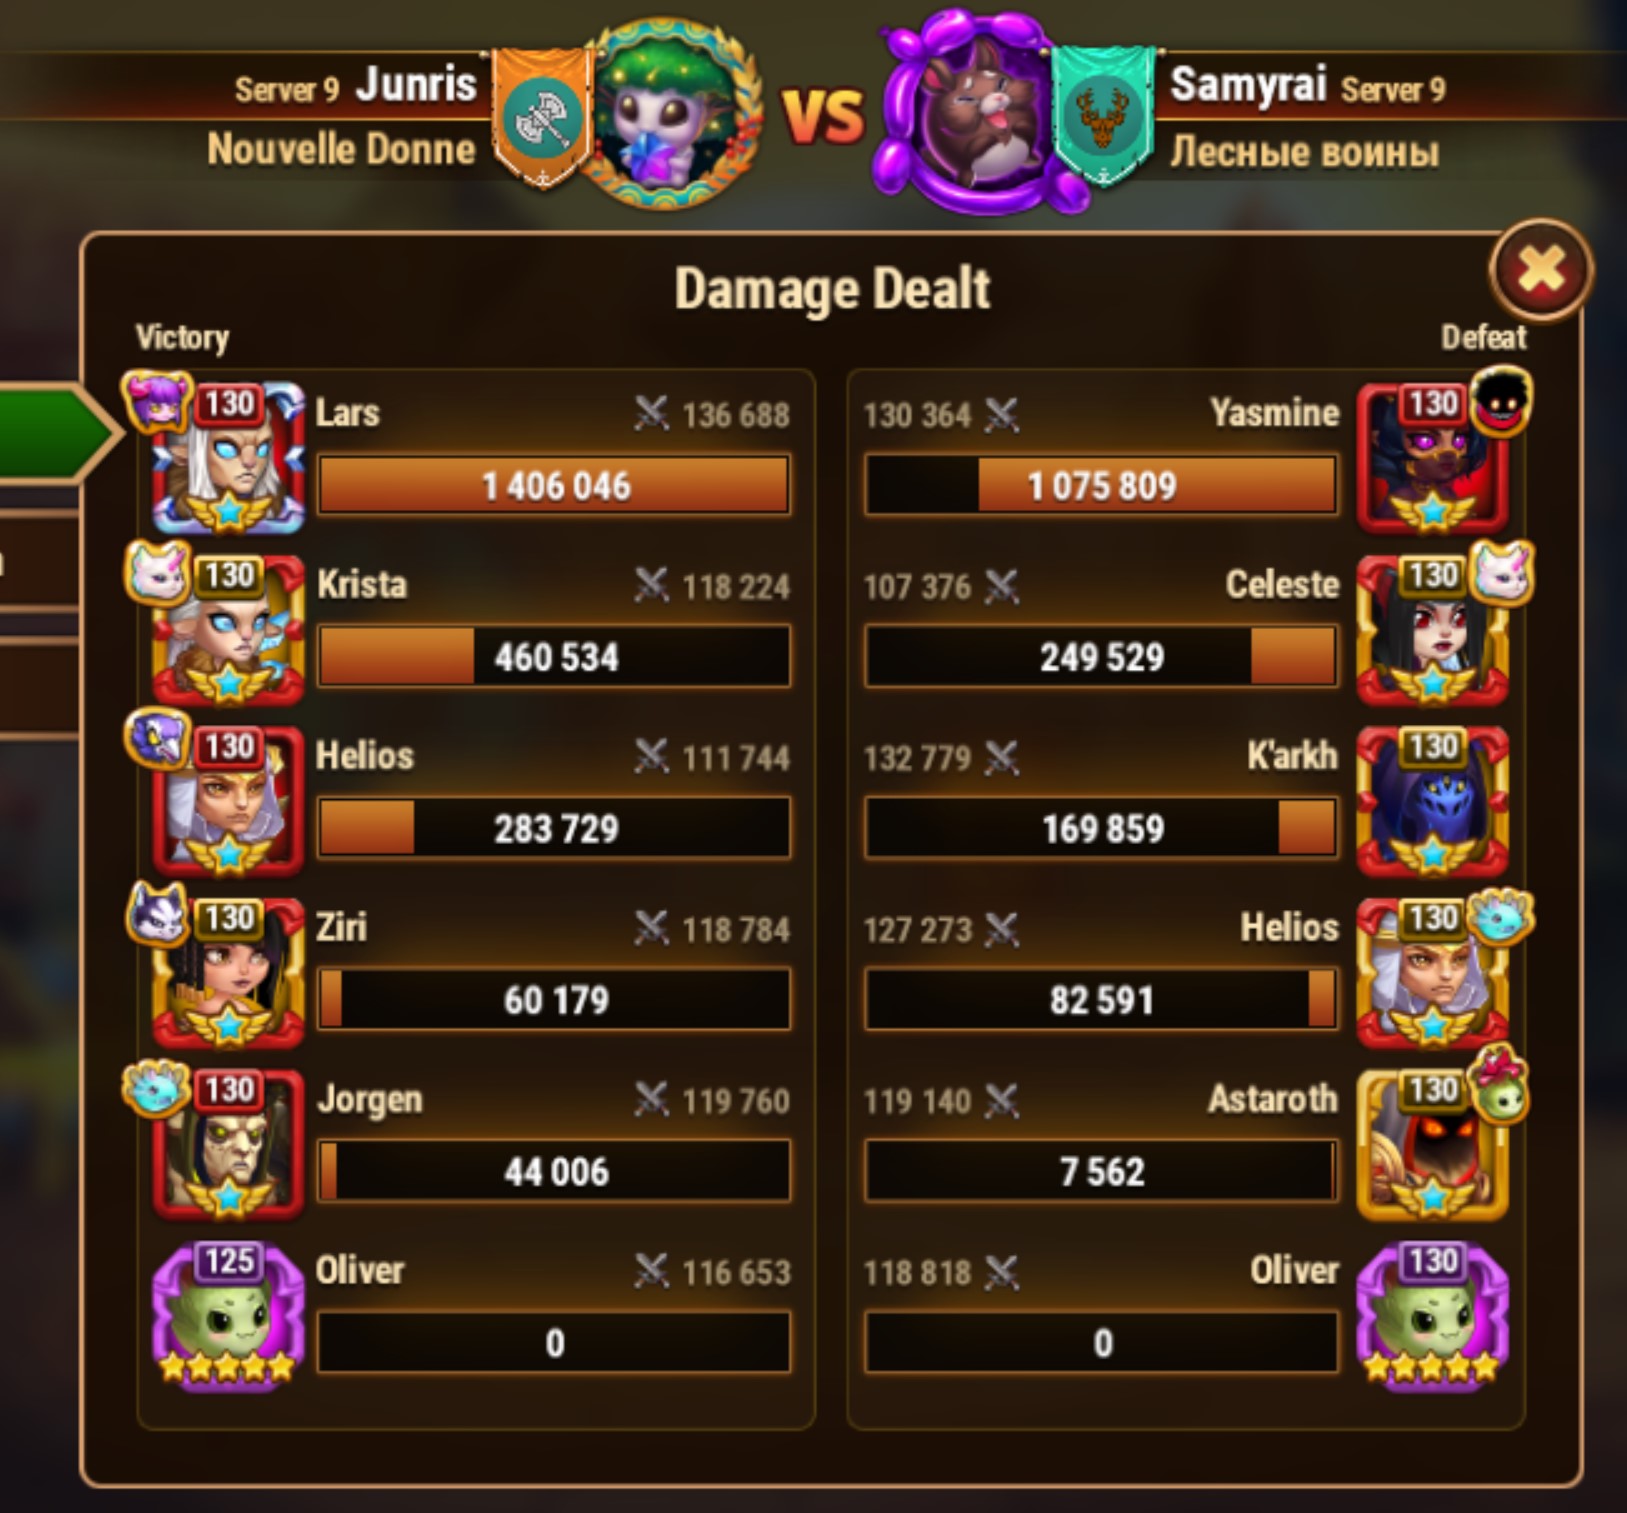 Server 9 Junris
Nouvelle Donne
VS
Samyrai Server 9
Лесные воины
Damage Dealt
Victory
Defeat
130 Lars 136 688
1 406 046
130 364 Yasmine 130
1 075 809
130 Krista 118 224
460 534
107 376 Celeste 130
249 529
130 Helios 111 744
283 729
132 779 K'arkh 130
169 859
130 Ziri 118 784
60 179
127 273 Helios 130
82 591
130 Jorgen 119 760
44 006
119 140 Astaroth 130
7 562
125 Oliver 116 653
0
118 818 Oliver 130
0